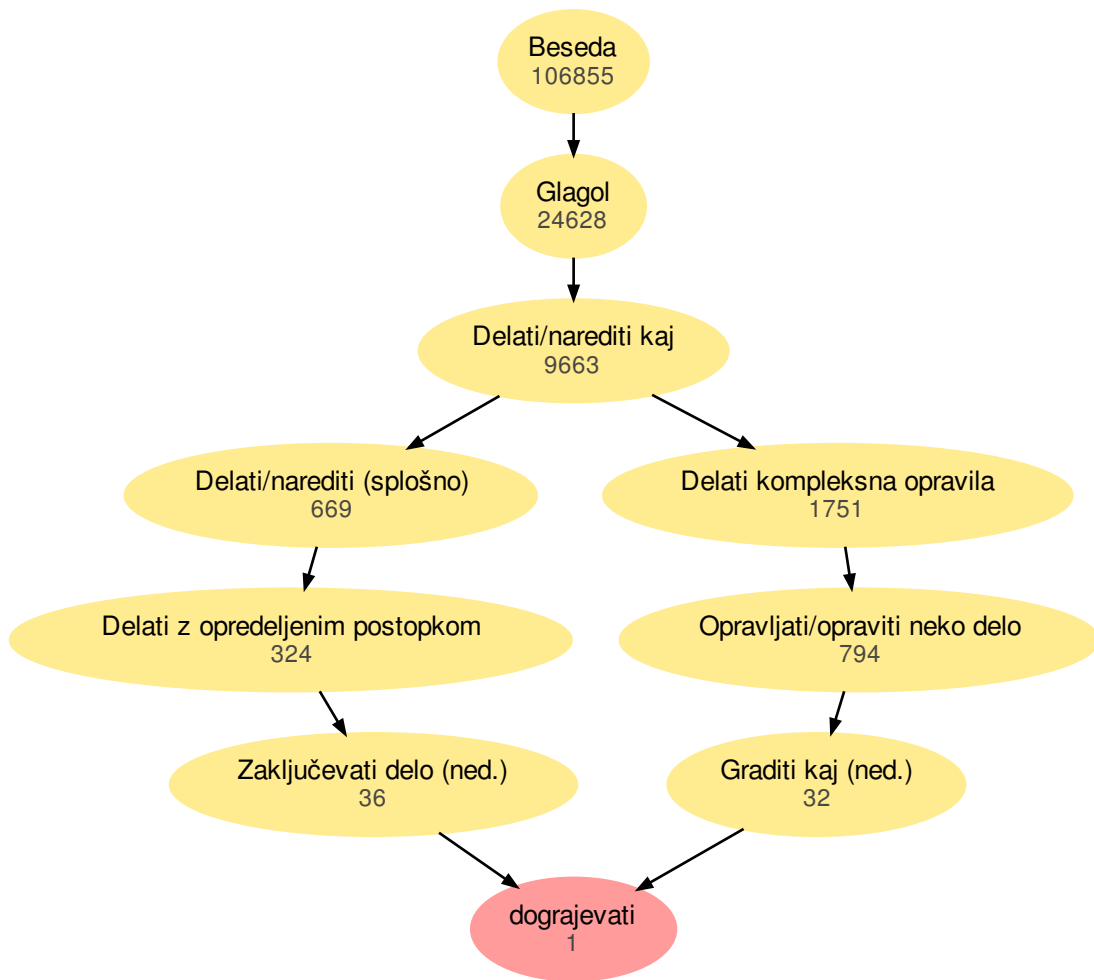 Beseda
106855
Glagol
24628
Delati/narediti kaj
9663
Delati/narediti (splošno)
669
Delati kompleksna opravila
1751
Delati z opredeljenim postopkom
324
Opravljati/opraviti neko delo
794
Zaključevati delo (ned.)
36
Graditi kaj (ned.)
32
dograjevati
1